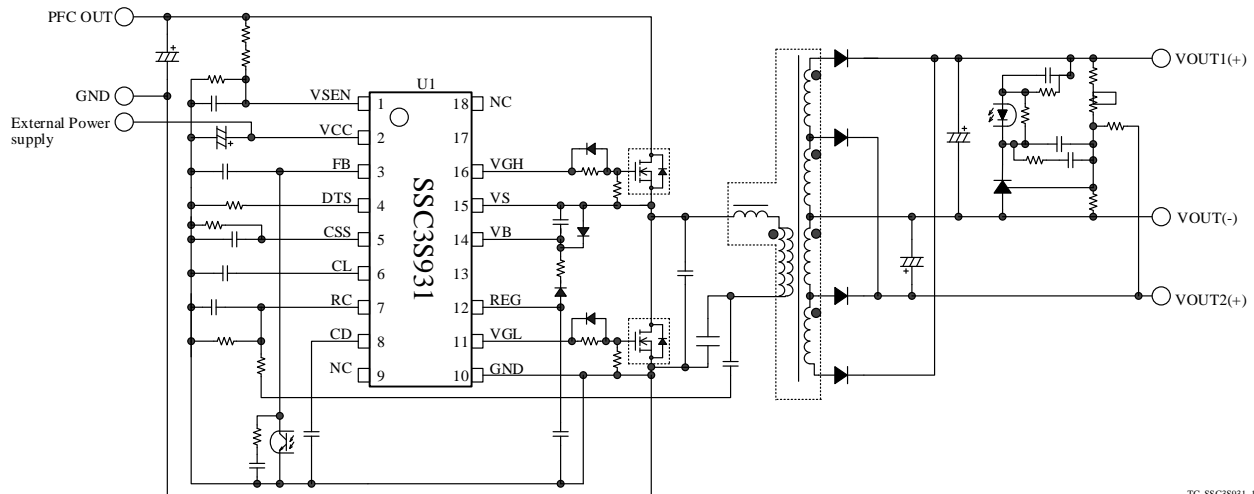 PFC OUT
GND
External Power
supply
U1
SSC3S931
VSEN
VCC
FB
DTS
CSS
CL
RC
CD
NC
1
2
3
4
5
6
7
8
9
18
17
16
15
14
13
12
11
10
NC
VGH
VS
VB
REG
VGL
GND
VOUT1(+)
VOUT(-)
VOUT2(+)